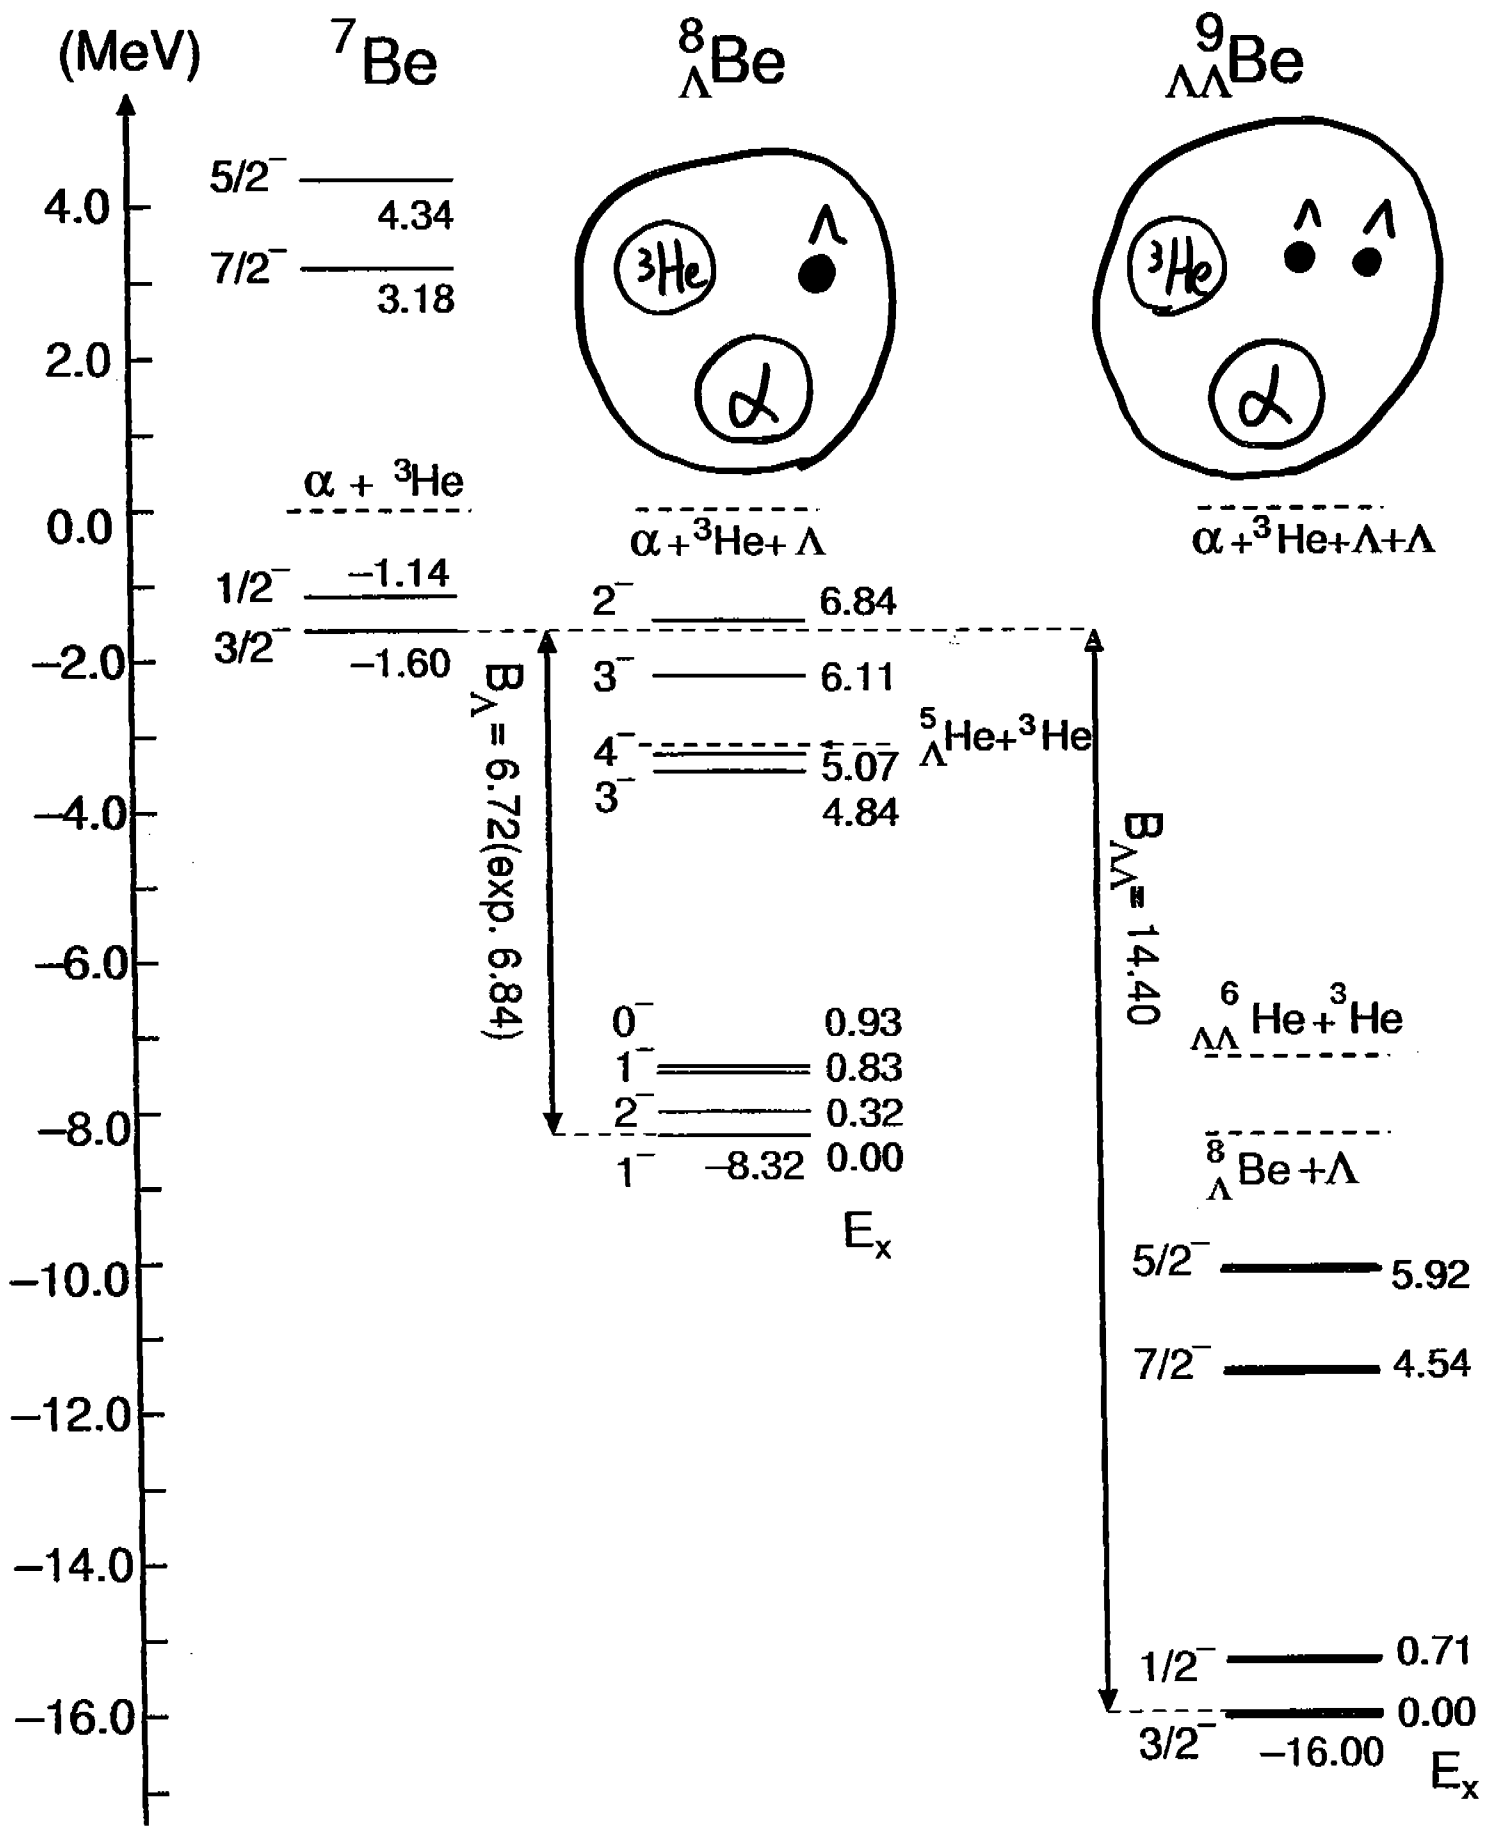 (MeV)
⁷Be
⁸ΛBe
⁹ΛΛBe
4.0
2.0
0.0
−2.0
−4.0
−6.0
−8.0
−10.0
−12.0
−14.0
−16.0
5/2⁻
4.34
7/2⁻
3.18
α + ³He
1/2⁻ −1.14
3/2⁻ −1.60
³He Λ
α
α+³He+Λ
2⁻ 6.84
3⁻ 6.11
⁵ΛHe+³He
4⁻ 5.07
3⁻ 4.84
BΛ = 6.72(exp. 6.84)
0⁻ 0.93
1⁻ 0.83
2⁻ 0.32
1⁻ −8.32 0.00
Eₓ
³He Λ Λ
α
α+³He+Λ+Λ
BΛΛ= 14.40
⁶ΛΛHe+³He
⁸ΛBe+Λ
5/2⁻ 5.92
7/2⁻ 4.54
1/2⁻ 0.71
0.00
3/2⁻ −16.00
Eₓ